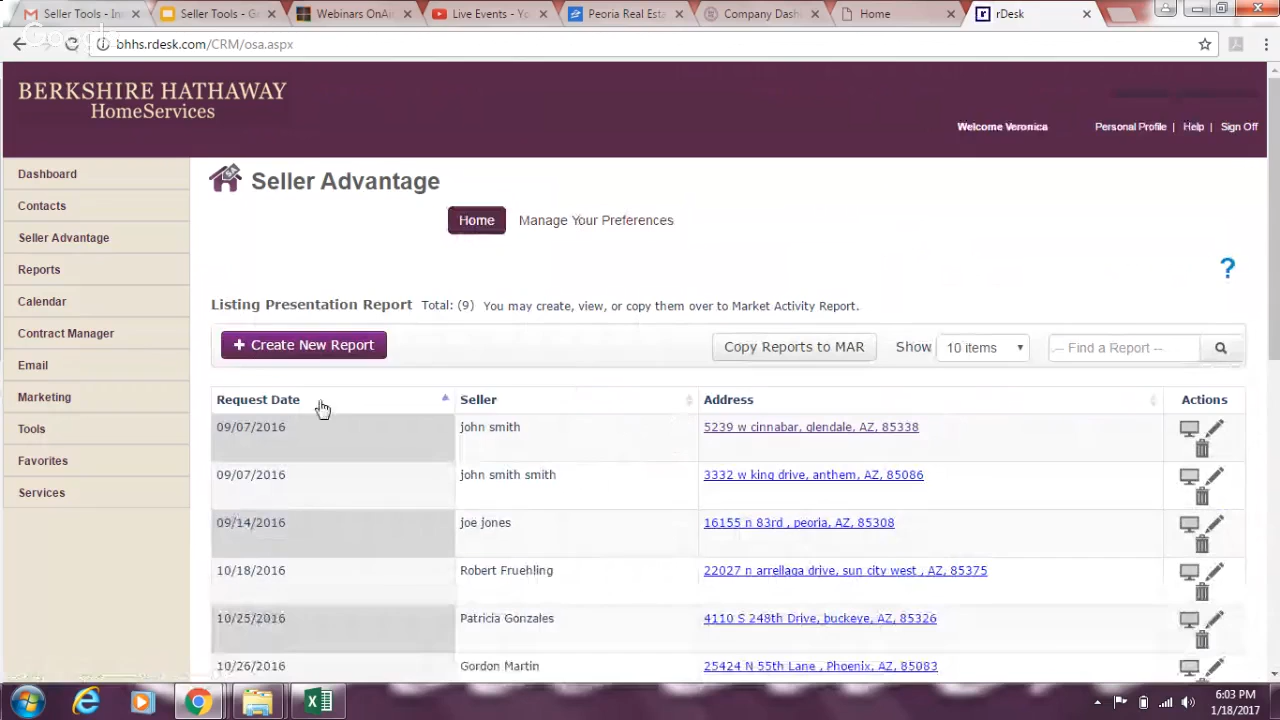 Seller Tools - In
Seller Tools - G
Webinars OnAi
Live Events - Yo
Peoria Real Esta
Company Dash
Home
rDesk
Google
bhhs.rdesk.com/CRM/osa.aspx
BERKSHIRE HATHAWAY
HomeServices
Welcome Veronica
Personal Profile | Help | Sign Off
Dashboard
Contacts
Seller Advantage
Reports
Calendar
Contract Manager
Email
Marketing
Tools
Favorites
Services
Seller Advantage
Home
Manage Your Preferences
?
Listing Presentation Report Total: (9) You may create, view, or copy them over to Market Activity Report.
+ Create New Report
Copy Reports to MAR
Show
10 items
-- Find a Report --
Request Date Seller Address Actions
09/07/2016 john smith 5239 w cinnabar, glendale, AZ, 85338
09/07/2016 john smith smith 3332 w king drive, anthem, AZ, 85086
09/14/2016 joe jones 16155 n 83rd , peoria, AZ, 85308
10/18/2016 Robert Fruehling 22027 n arrellaga drive, sun city west , AZ, 85375
10/25/2016 Patricia Gonzales 4110 S 248th Drive, buckeye, AZ, 85326
10/26/2016 Gordon Martin 25424 N 55th Lane , Phoenix, AZ, 85083
6:03 PM
1/18/2017